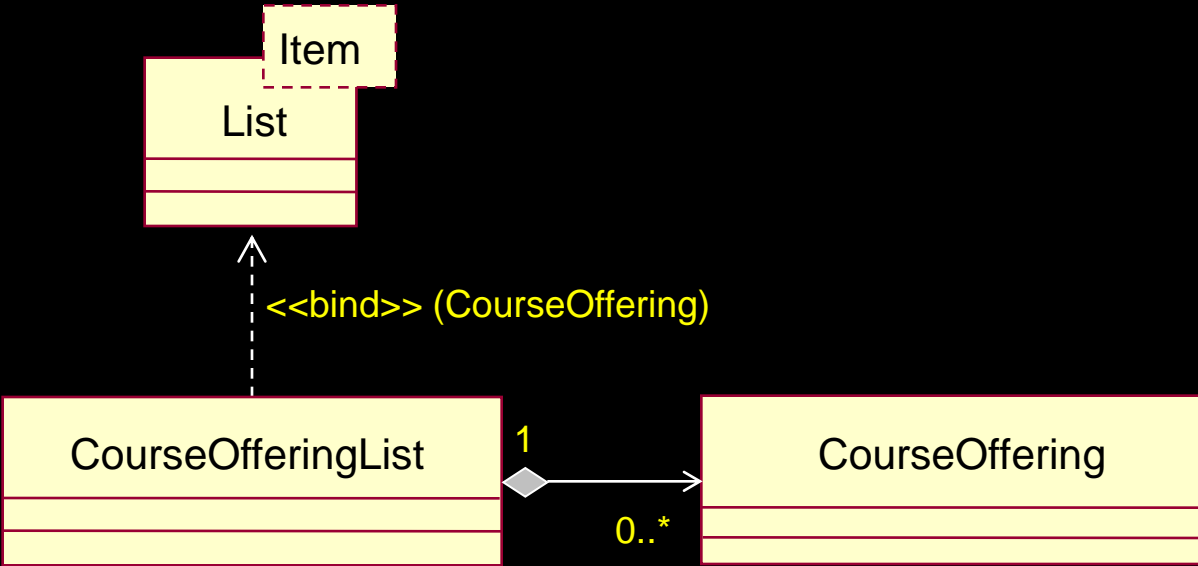 Item
List
<<bind>> (CourseOffering)
CourseOfferingList
1
0..*
CourseOffering